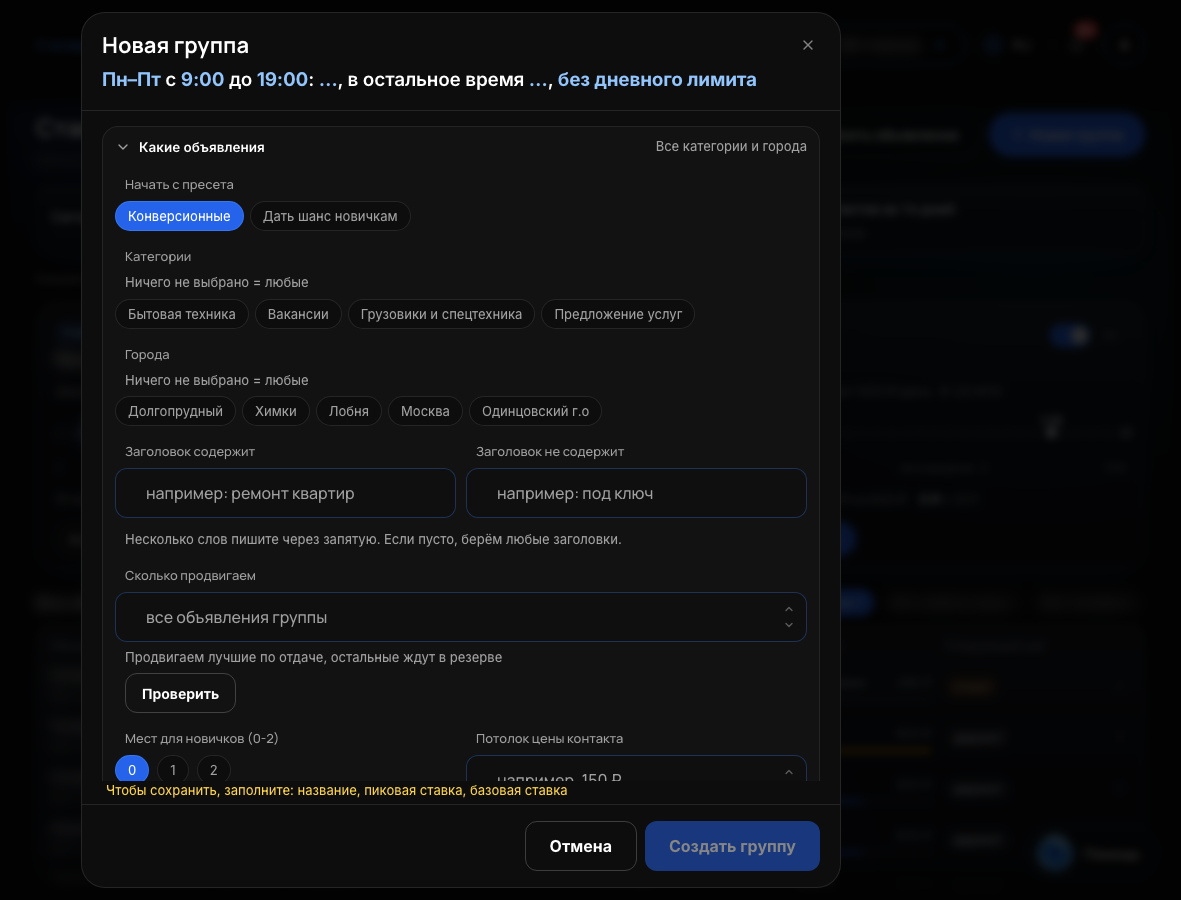 Новая группа
Пн–Пт с 9:00 до 19:00: ..., в остальное время ..., без дневного лимита
Какие объявления
Все категории и города
Начать с пресета
Конверсионные
Дать шанс новичкам
Категории
Ничего не выбрано = любые
Бытовая техника
Вакансии
Грузовики и спецтехника
Предложение услуг
Города
Ничего не выбрано = любые
Долгопрудный
Химки
Лобня
Москва
Одинцовский г.о
Заголовок содержит
Заголовок не содержит
например: ремонт квартир
например: под ключ
Несколько слов пишите через запятую. Если пусто, берём любые заголовки.
Сколько продвигаем
все объявления группы
Продвигаем лучшие по отдаче, остальные ждут в резерве
Проверить
Мест для новичков (0-2)
Потолок цены контакта
0
1
2
например, 150 ₽
Чтобы сохранить, заполните: название, пиковая ставка, базовая ставка
Отмена
Создать группу